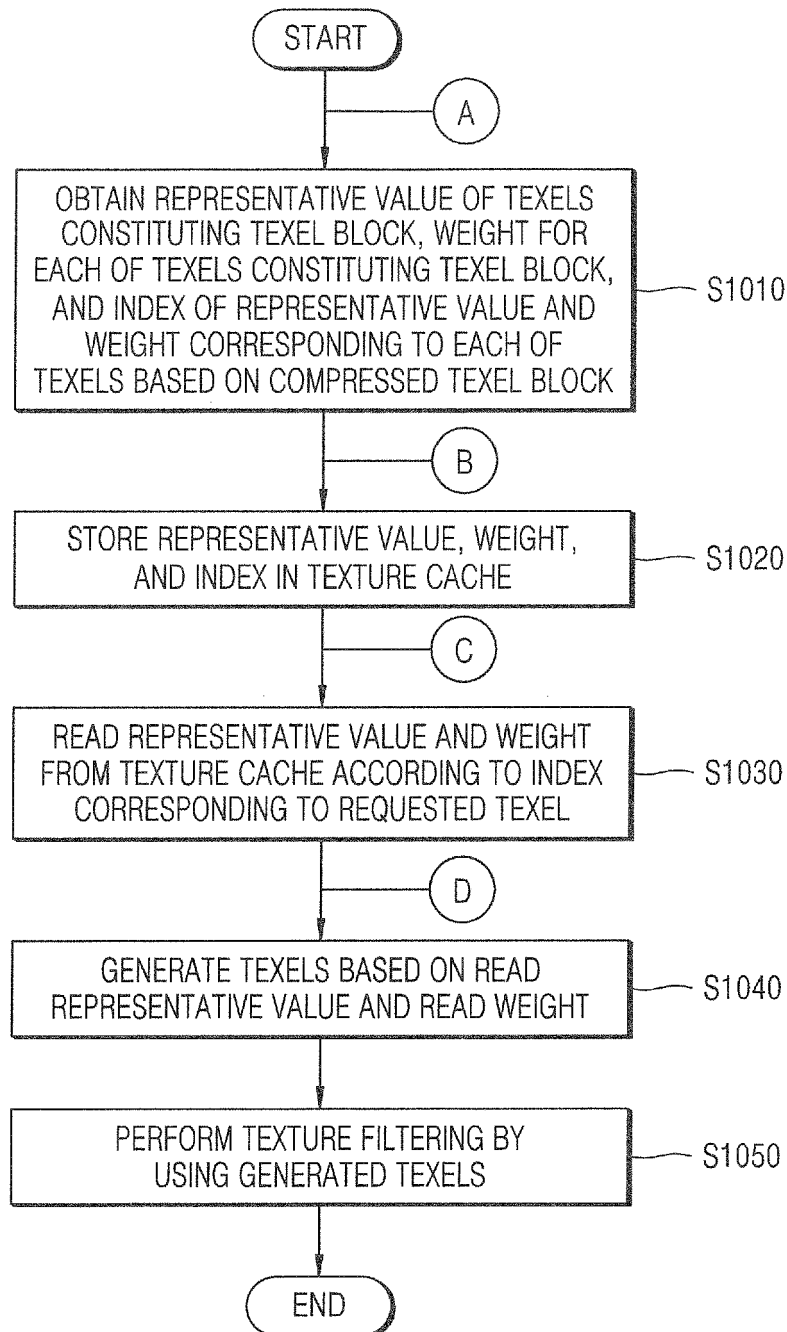 START
A
OBTAIN REPRESENTATIVE VALUE OF TEXELS
CONSTITUTING TEXEL BLOCK, WEIGHT FOR
EACH OF TEXELS CONSTITUTING TEXEL BLOCK,
AND INDEX OF REPRESENTATIVE VALUE AND
WEIGHT CORRESPONDING TO EACH OF
TEXELS BASED ON COMPRESSED TEXEL BLOCK
S1010
B
STORE REPRESENTATIVE VALUE, WEIGHT,
AND INDEX IN TEXTURE CACHE
S1020
C
READ REPRESENTATIVE VALUE AND WEIGHT
FROM TEXTURE CACHE ACCORDING TO INDEX
CORRESPONDING TO REQUESTED TEXEL
S1030
D
GENERATE TEXELS BASED ON READ
REPRESENTATIVE VALUE AND READ WEIGHT
S1040
PERFORM TEXTURE FILTERING BY
USING GENERATED TEXELS
S1050
END